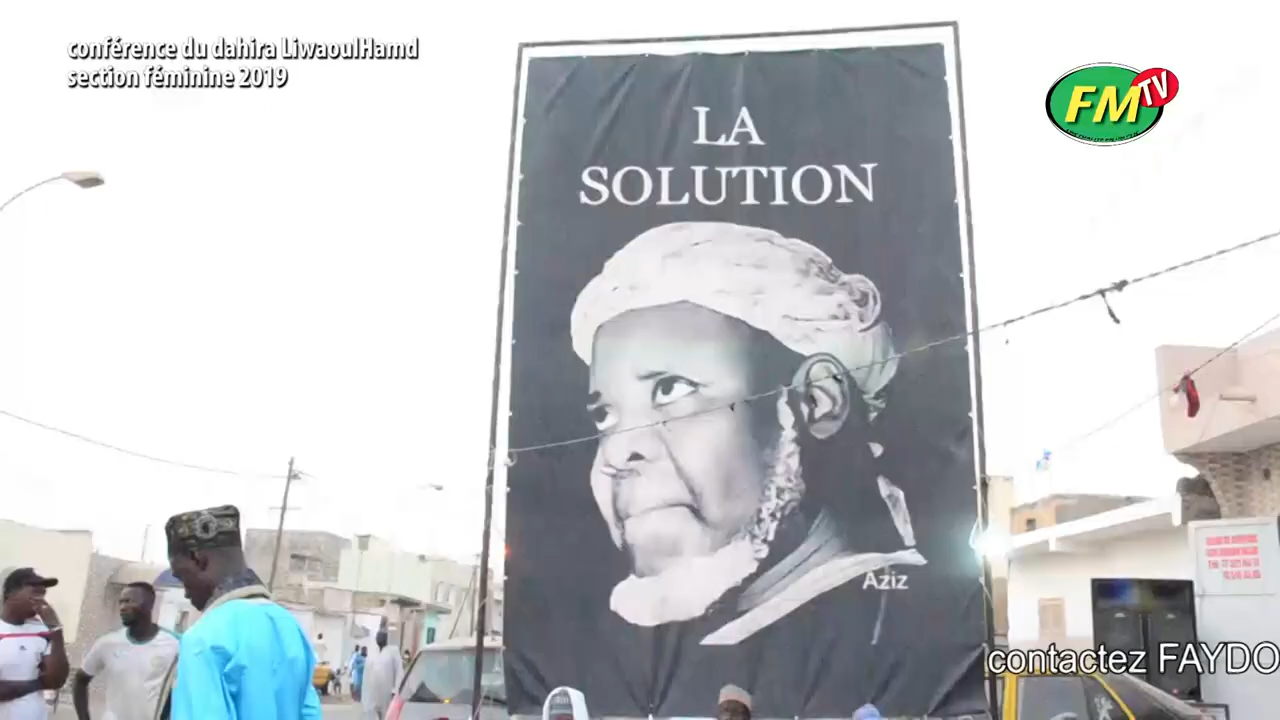 conférence du dahira LiwaoulHamd
section féminine 2019
FM TV
LA
SOLUTION
Aziz
contactez FAYDO